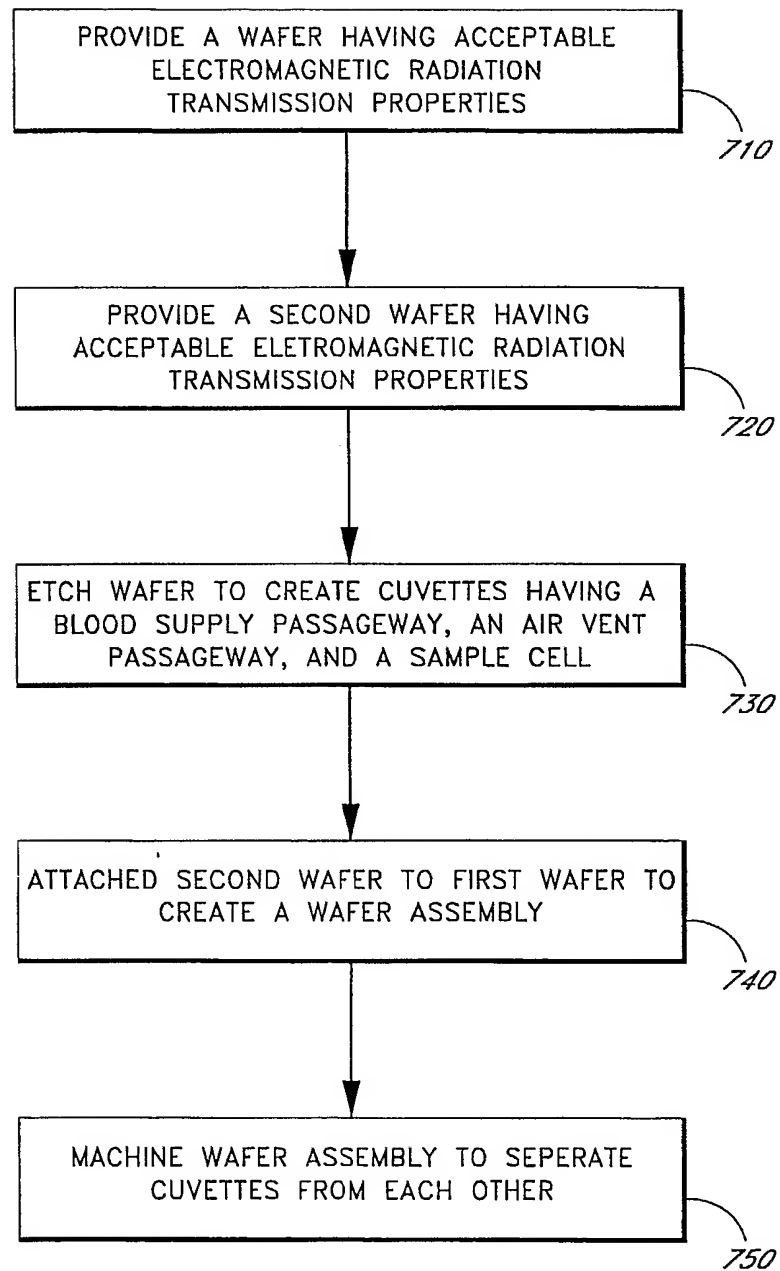 PROVIDE A WAFER HAVING ACCEPTABLE
ELECTROMAGNETIC RADIATION
TRANSMISSION PROPERTIES
710
PROVIDE A SECOND WAFER HAVING
ACCEPTABLE ELETROMAGNETIC RADIATION
TRANSMISSION PROPERTIES
720
ETCH WAFER TO CREATE CUVETTES HAVING A
BLOOD SUPPLY PASSAGEWAY, AN AIR VENT
PASSAGEWAY, AND A SAMPLE CELL
730
ATTACHED SECOND WAFER TO FIRST WAFER TO
CREATE A WAFER ASSEMBLY
740
MACHINE WAFER ASSEMBLY TO SEPERATE
CUVETTES FROM EACH OTHER
750